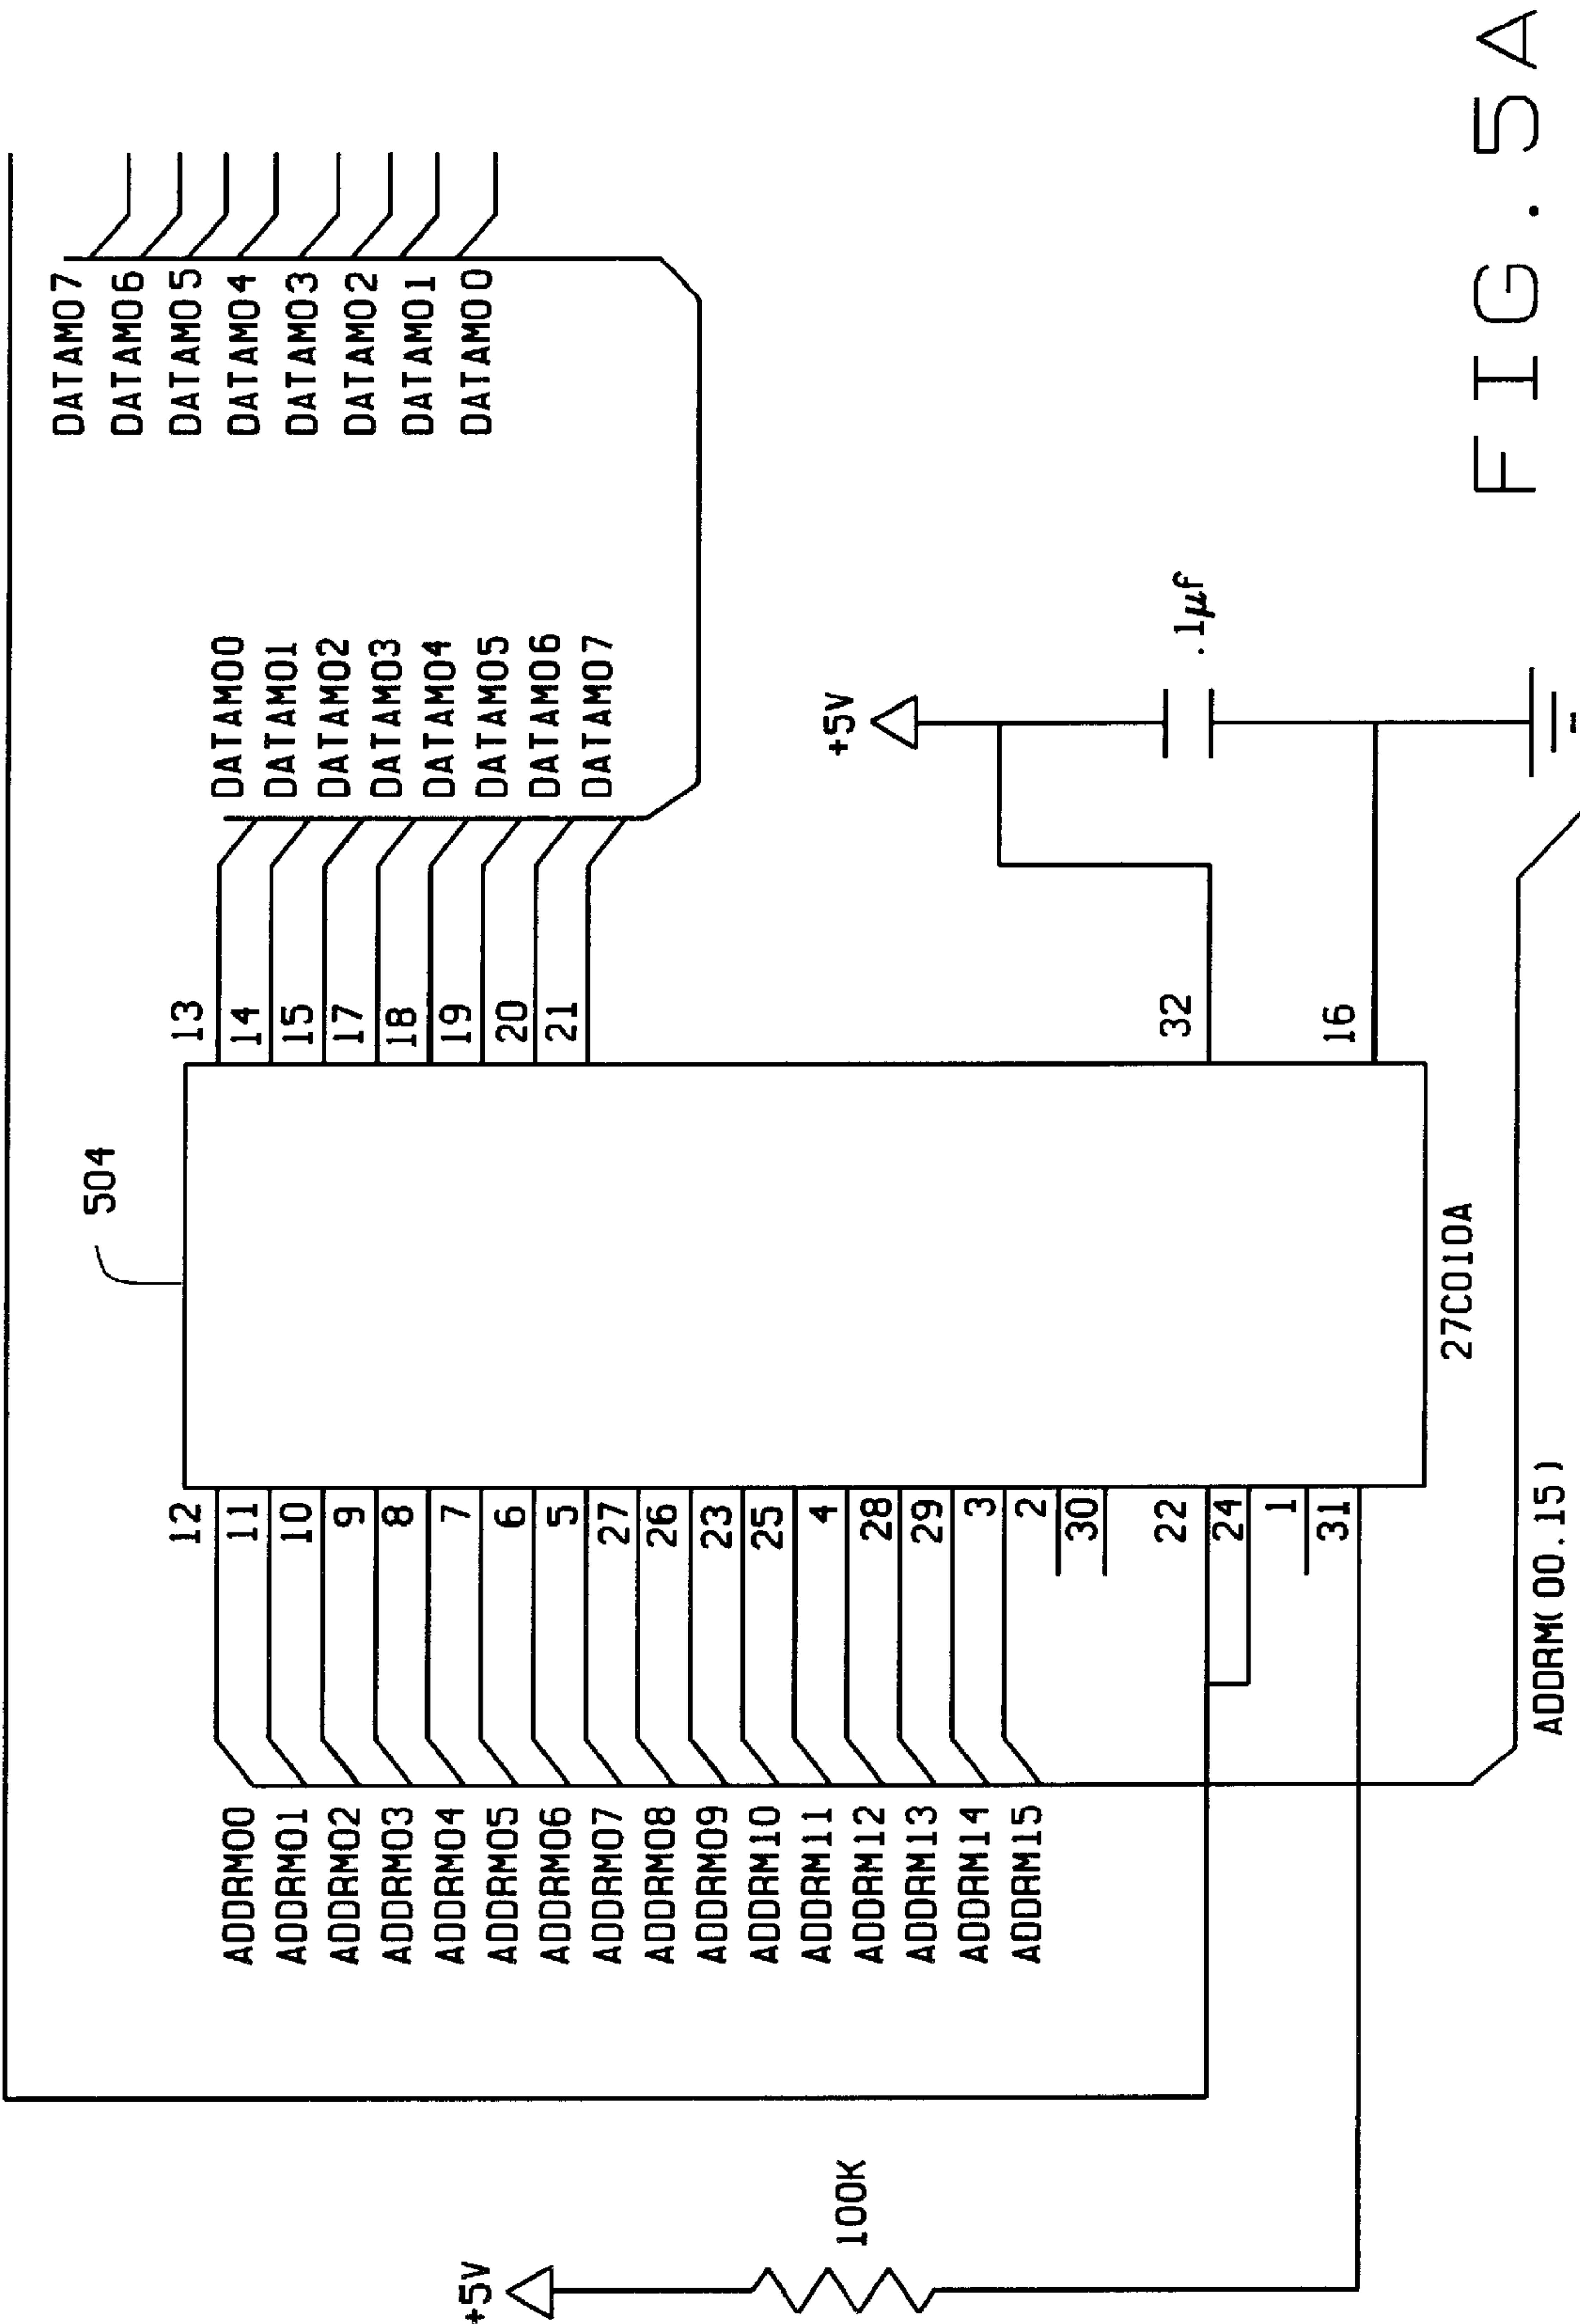 +5V
100K
ADDRM00
ADDRM01
ADDRM02
ADDRM03
ADDRM04
ADDRM05
ADDRM06
ADDRM07
ADDRM08
ADDRM09
ADDRM10
ADDRM11
ADDRM12
ADDRM13
ADDRM14
ADDRM15
ADDRM(00.15)
12
11
10
9
8
7
6
5
27
26
23
25
4
28
29
3
2
30
22
24
1
31
504
27C010A
13
14
15
17
18
19
20
21
32
16
DATAM00
DATAM01
DATAM02
DATAM03
DATAM04
DATAM05
DATAM06
DATAM07
+5V
.1µf
DATAM07
DATAM06
DATAM05
DATAM04
DATAM03
DATAM02
DATAM01
DATAM00
FIG. 5A